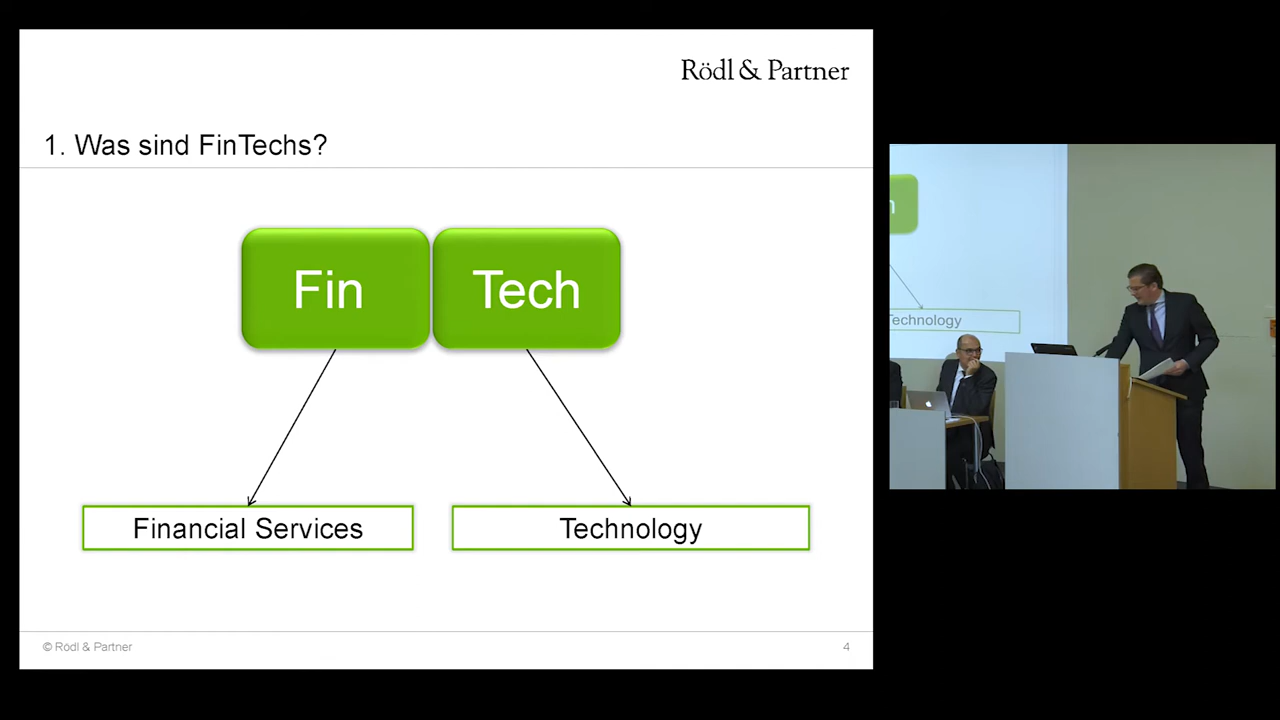 Rödl & Partner
1. Was sind FinTechs?
Fin
Tech
Financial Services
Technology
© Rödl & Partner
4
Technology